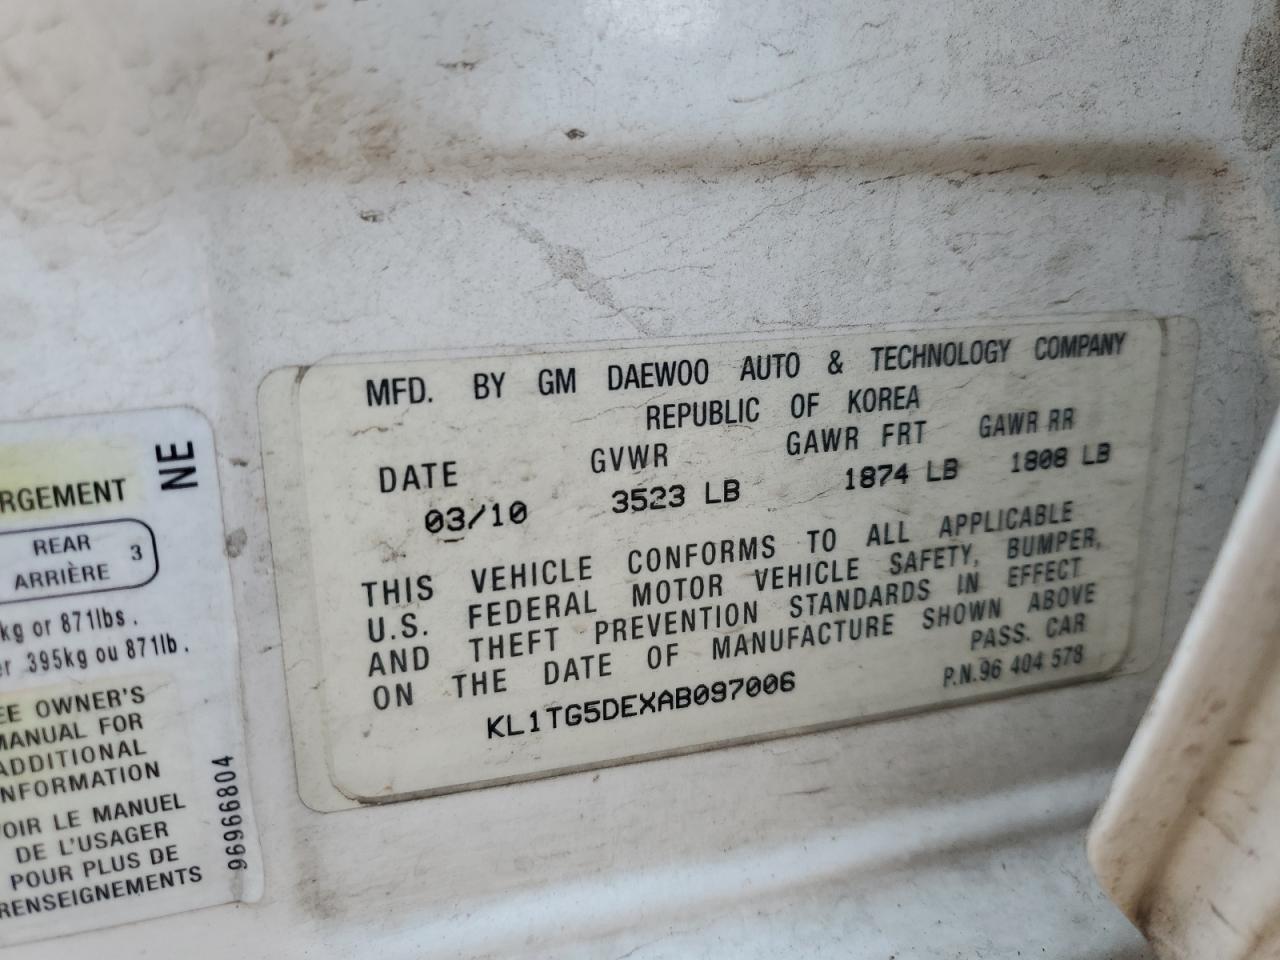 RGEMENT
NE
REAR
ARRIÈRE 3
kg or 871lbs.
r 395kg ou 871lb.
EE OWNER'S
MANUAL FOR
ADDITIONAL
NFORMATION
OIR LE MANUEL
DE L'USAGER
POUR PLUS DE
RENSEIGNEMENTS
96966804
MFD. BY GM DAEWOO AUTO & TECHNOLOGY COMPANY
REPUBLIC OF KOREA
DATE GVWR GAWR FRT GAWR RR
03/10 3523 LB 1874 LB 1808 LB
THIS VEHICLE CONFORMS TO ALL APPLICABLE
U.S. FEDERAL MOTOR VEHICLE SAFETY, BUMPER,
AND THEFT PREVENTION STANDARDS IN EFFECT
ON THE DATE OF MANUFACTURE SHOWN ABOVE
PASS. CAR
KL1TG5DEXAB097006 P.N.96 404 578